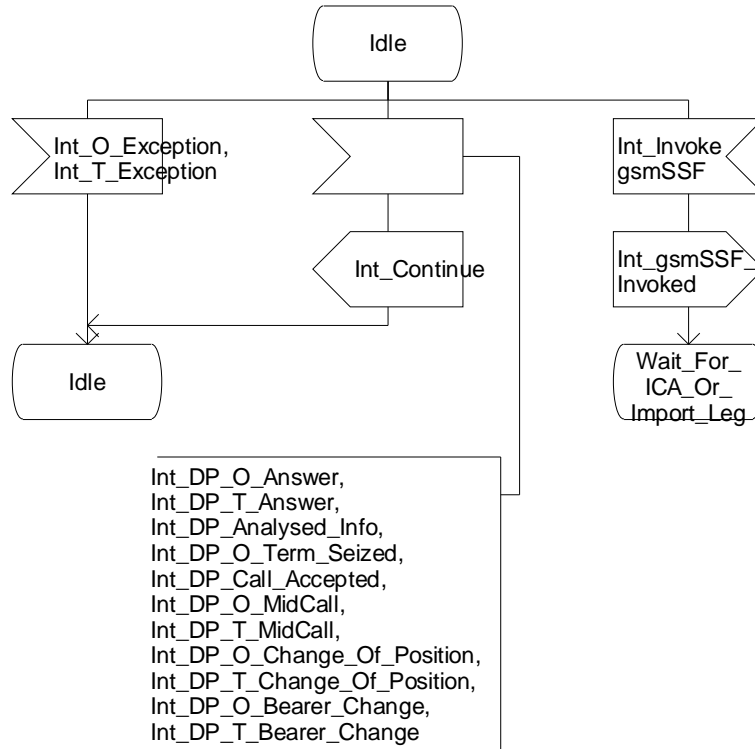 Idle
Int_O_Exception,
Int_T_Exception
Int_Invoke
gsmSSF
Int_Continue
Int_gsmSSF_
Invoked
Idle
Wait_For_
ICA_Or_
Import_Leg
Int_DP_O_Answer,
Int_DP_T_Answer,
Int_DP_Analysed_Info,
Int_DP_O_Term_Seized,
Int_DP_Call_Accepted,
Int_DP_O_MidCall,
Int_DP_T_MidCall,
Int_DP_O_Change_Of_Position,
Int_DP_T_Change_Of_Position,
Int_DP_O_Bearer_Change,
Int_DP_T_Bearer_Change